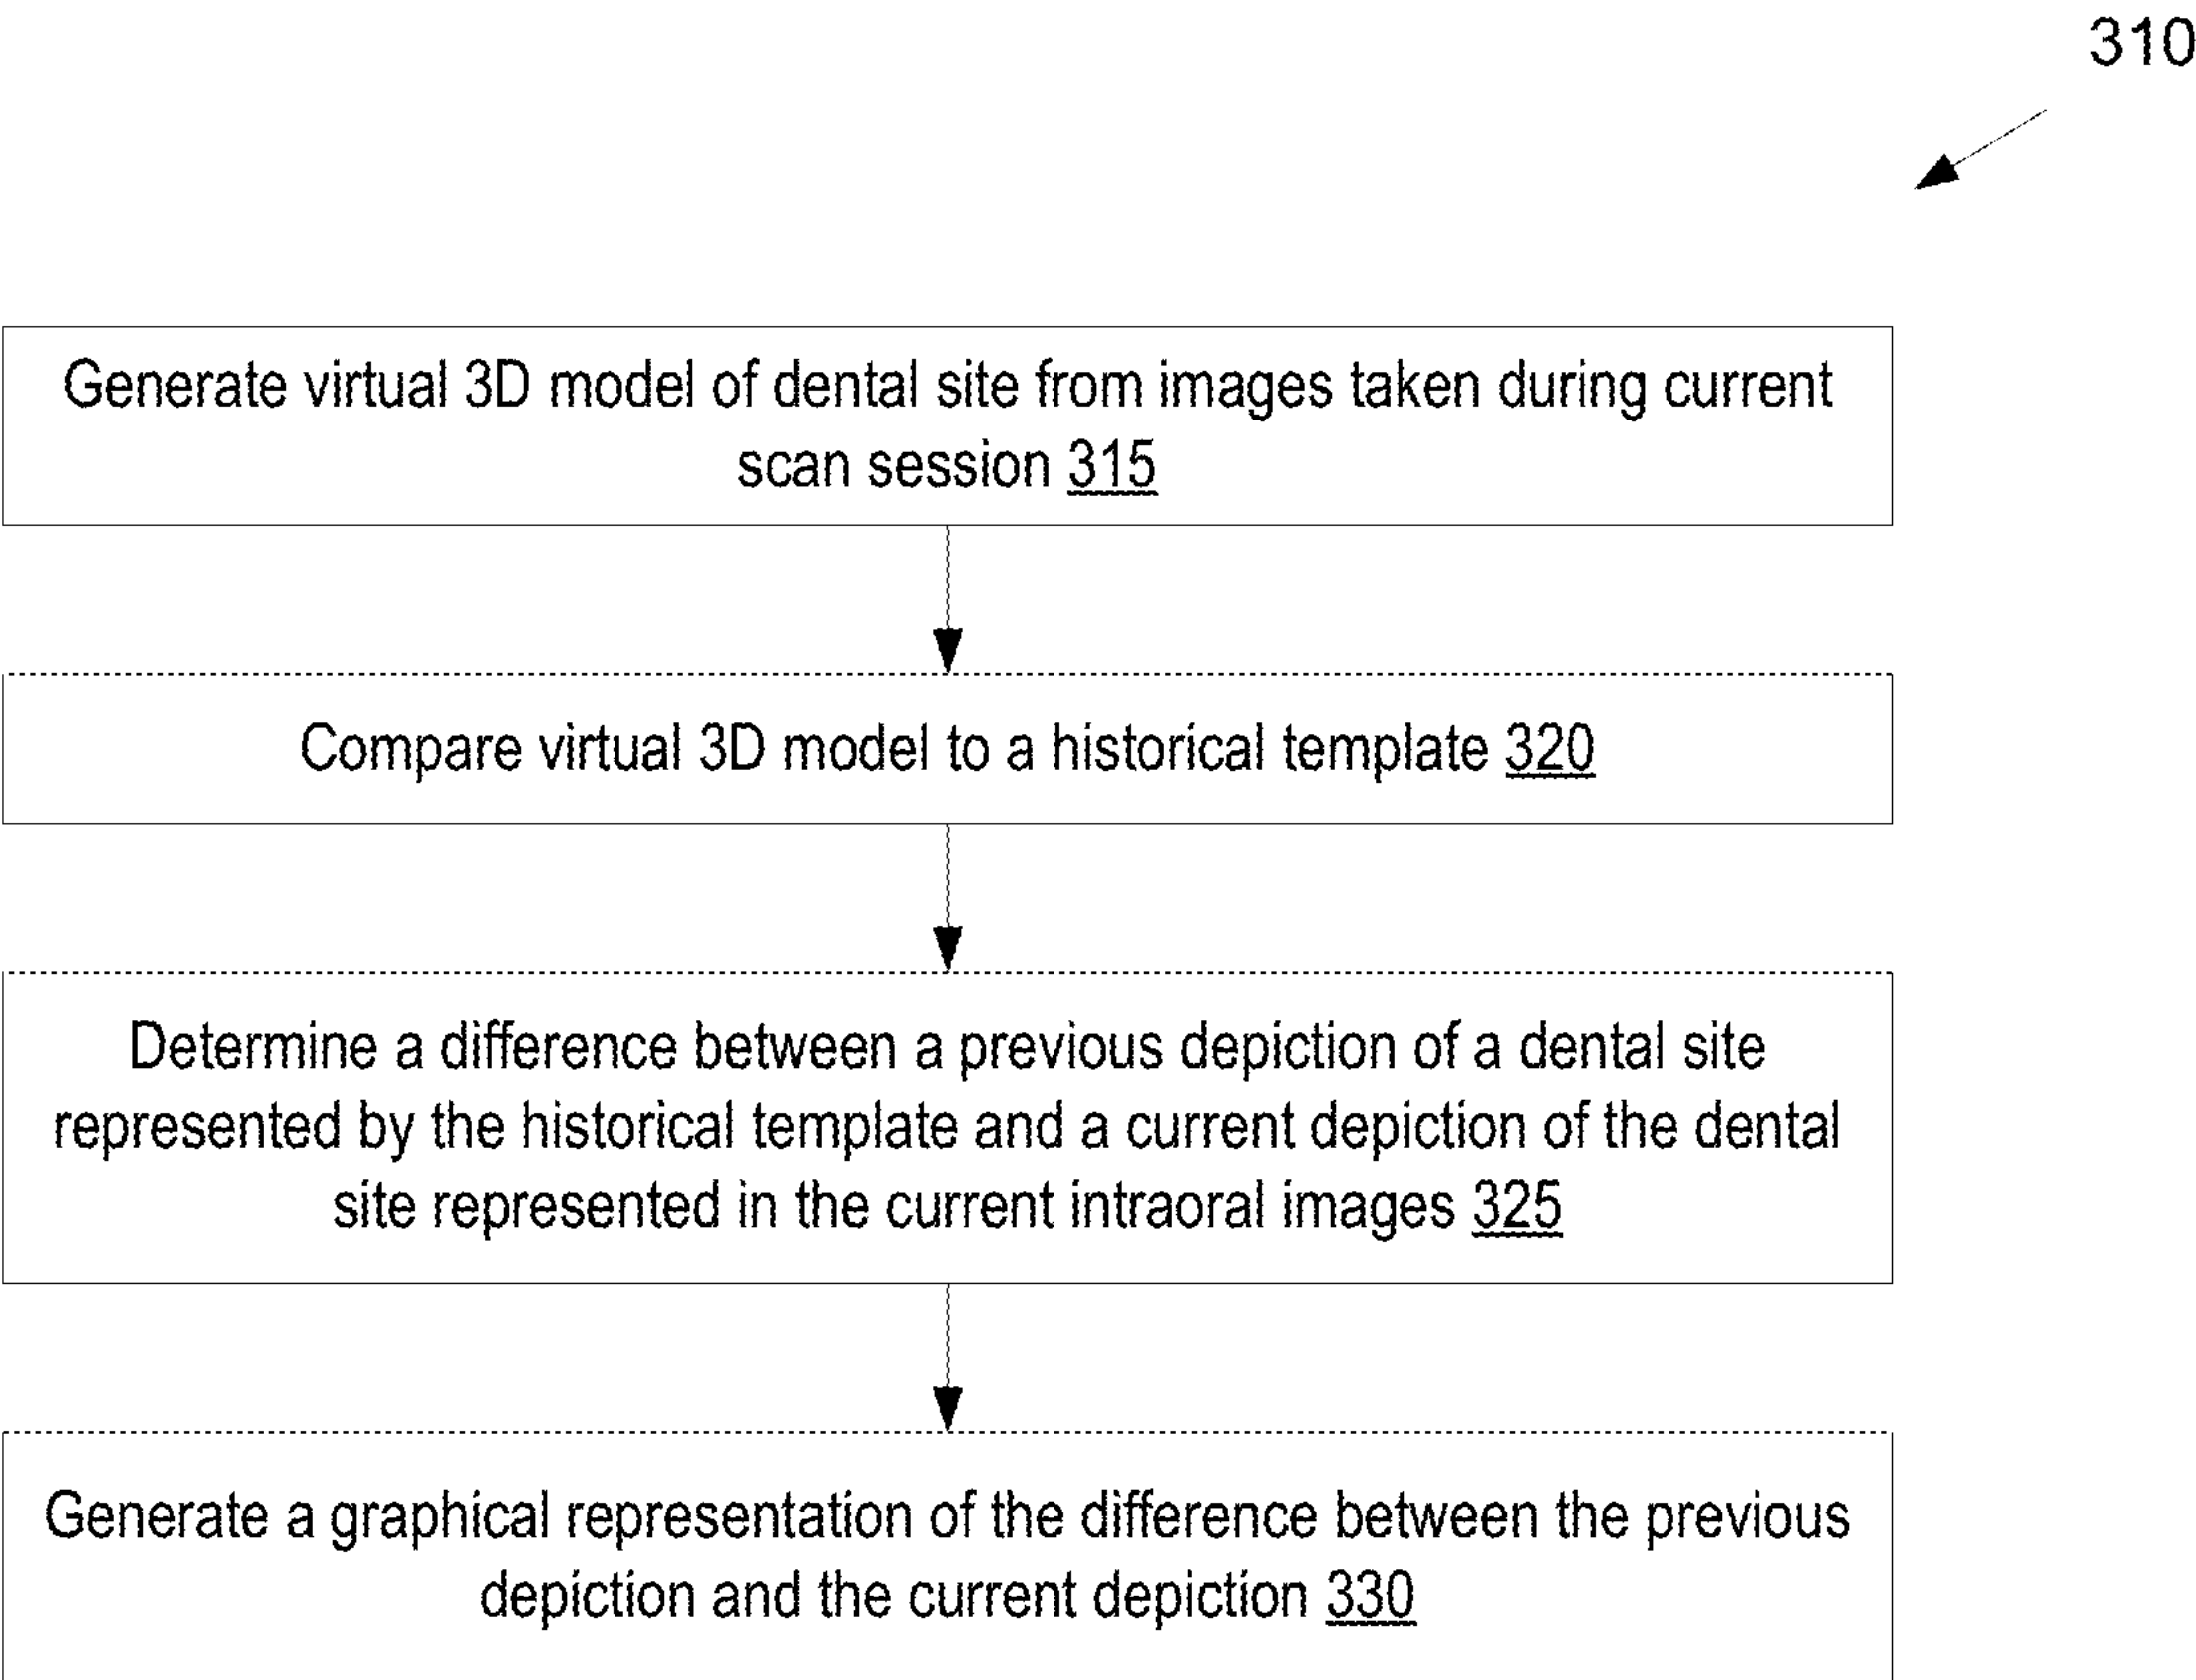 310
Generate virtual 3D model of dental site from images taken during current
scan session 315
Compare virtual 3D model to a historical template 320
Determine a difference between a previous depiction of a dental site
represented by the historical template and a current depiction of the dental
site represented in the current intraoral images 325
Generate a graphical representation of the difference between the previous
depiction and the current depiction 330